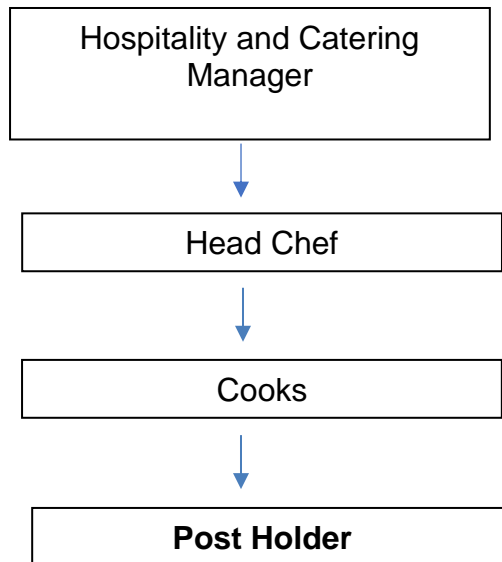 Hospitality and Catering
Manager
Head Chef
Cooks
Post Holder